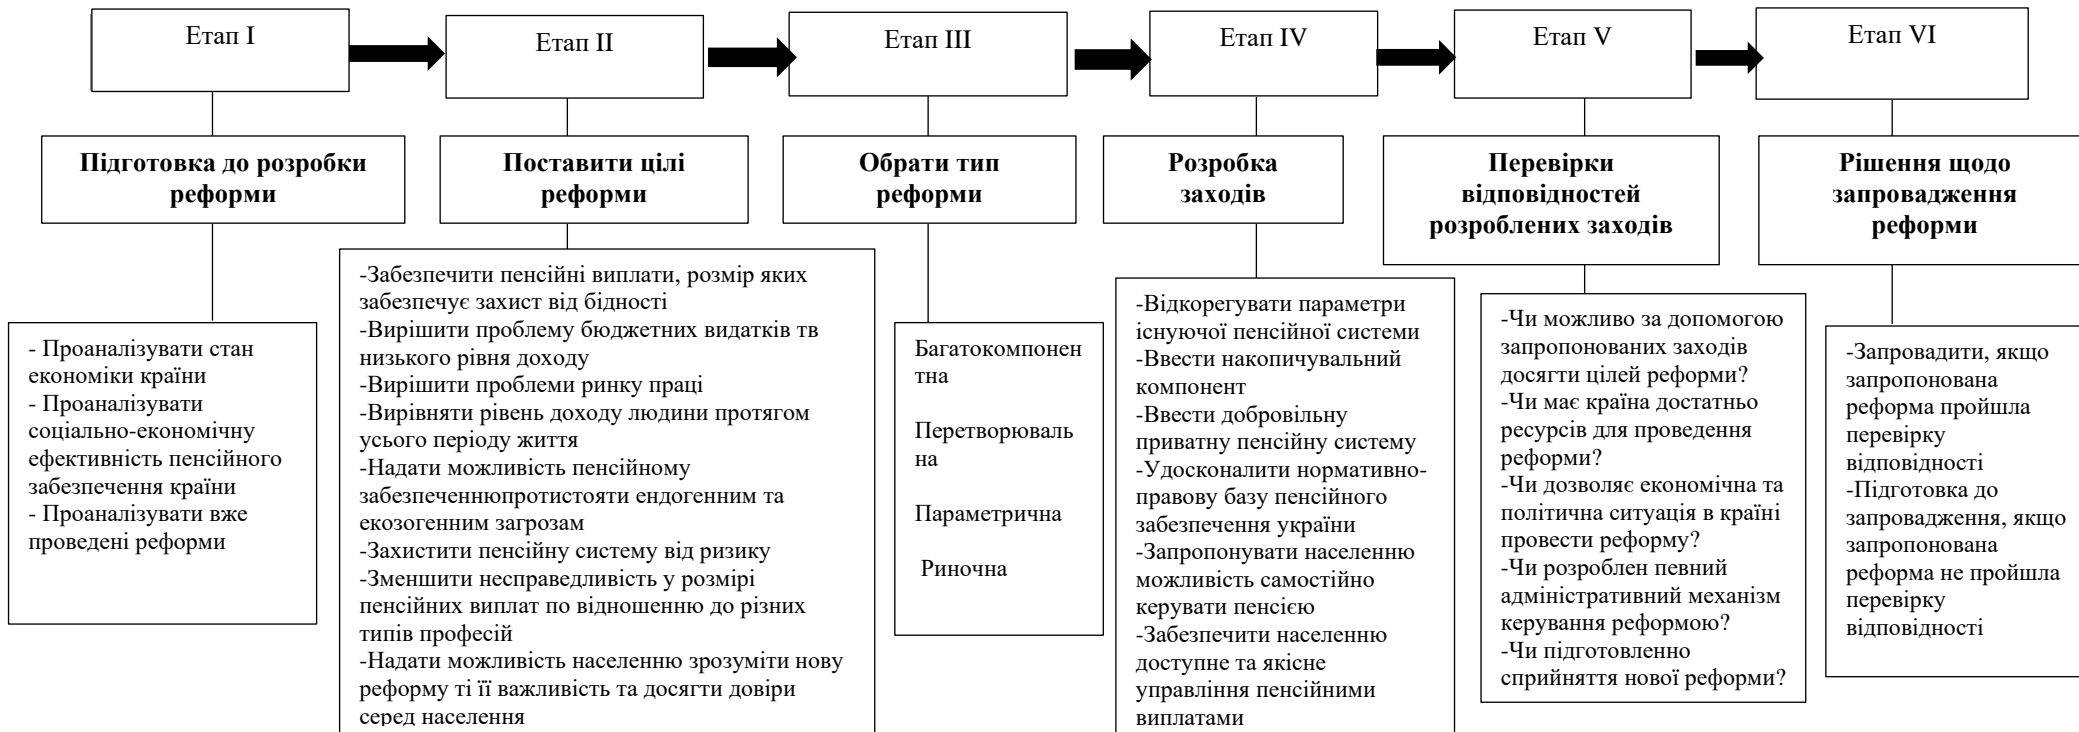 Етап I
Етап II
Етап III
Етап IV
Етап V
Етап VI
Підготовка до розробки
реформи
Поставити цілі
реформи
Обрати тип
реформи
Розробка
заходів
Перевірки
відповідностей
розроблених заходів
Рішення щодо
запровадження
реформи
- Проаналізувати стан
економіки країни
- Проаналізувати
соціально-економічну
ефективність пенсійного
забезпечення країни
- Проаналізувати вже
проведені реформи
-Забезпечити пенсійні виплати, розмір яких
забезпечує захист від бідності
-Вирішити проблему бюджетних видатків тв
низького рівня доходу
-Вирішити проблеми ринку праці
-Вирівняти рівень доходу людини протягом
усього періоду життя
-Надати можливість пенсійному
забезпеченнюпротистояти ендогенним та
екозогенним загрозам
-Захистити пенсійну систему від ризику
-Зменшити несправедливість у розмірі
пенсійних виплат по відношенню до різних
типів професій
-Надати можливість населенню зрозуміти нову
реформу ті її важливість та досягти довіри
серед населення
Багатокомпонен
тна
Перетворюваль
на
Параметрична
Риночна
-Відкорегувати параметри
існуючої пенсійної системи
-Ввести накопичувальний
компонент
-Ввести добровільну
приватну пенсійну систему
-Удосконалити нормативно-
правову базу пенсійного
забезпечення україни
-Запропонувати населенню
можливість самостійно
керувати пенсією
-Забезпечити населенню
доступне та якісне
управління пенсійними
виплатами
-Чи можливо за допомогою
запропонованих заходів
досягти цілей реформи?
-Чи має країна достатньо
ресурсів для проведення
реформи?
-Чи дозволяє економічна та
політична ситуація в країні
провести реформу?
-Чи розроблен певний
адміністративний механізм
керування реформою?
-Чи підготовленно
сприйняття нової реформи?
-Запровадити, якщо
запропонована
реформа пройшла
перевірку
відповідності
-Підготовка до
запровадження, якщо
запропонована
реформа не пройшла
перевірку
відповідності